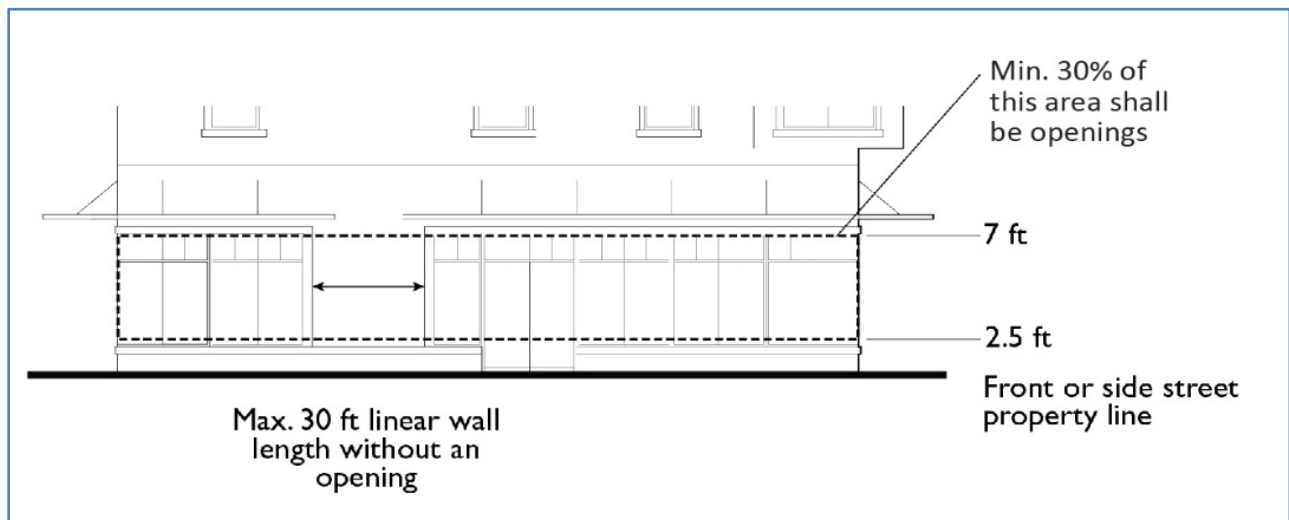 Min. 30% of
this area shall
be openings
7 ft
2.5 ft
Front or side street
property line
Max. 30 ft linear wall
length without an
opening